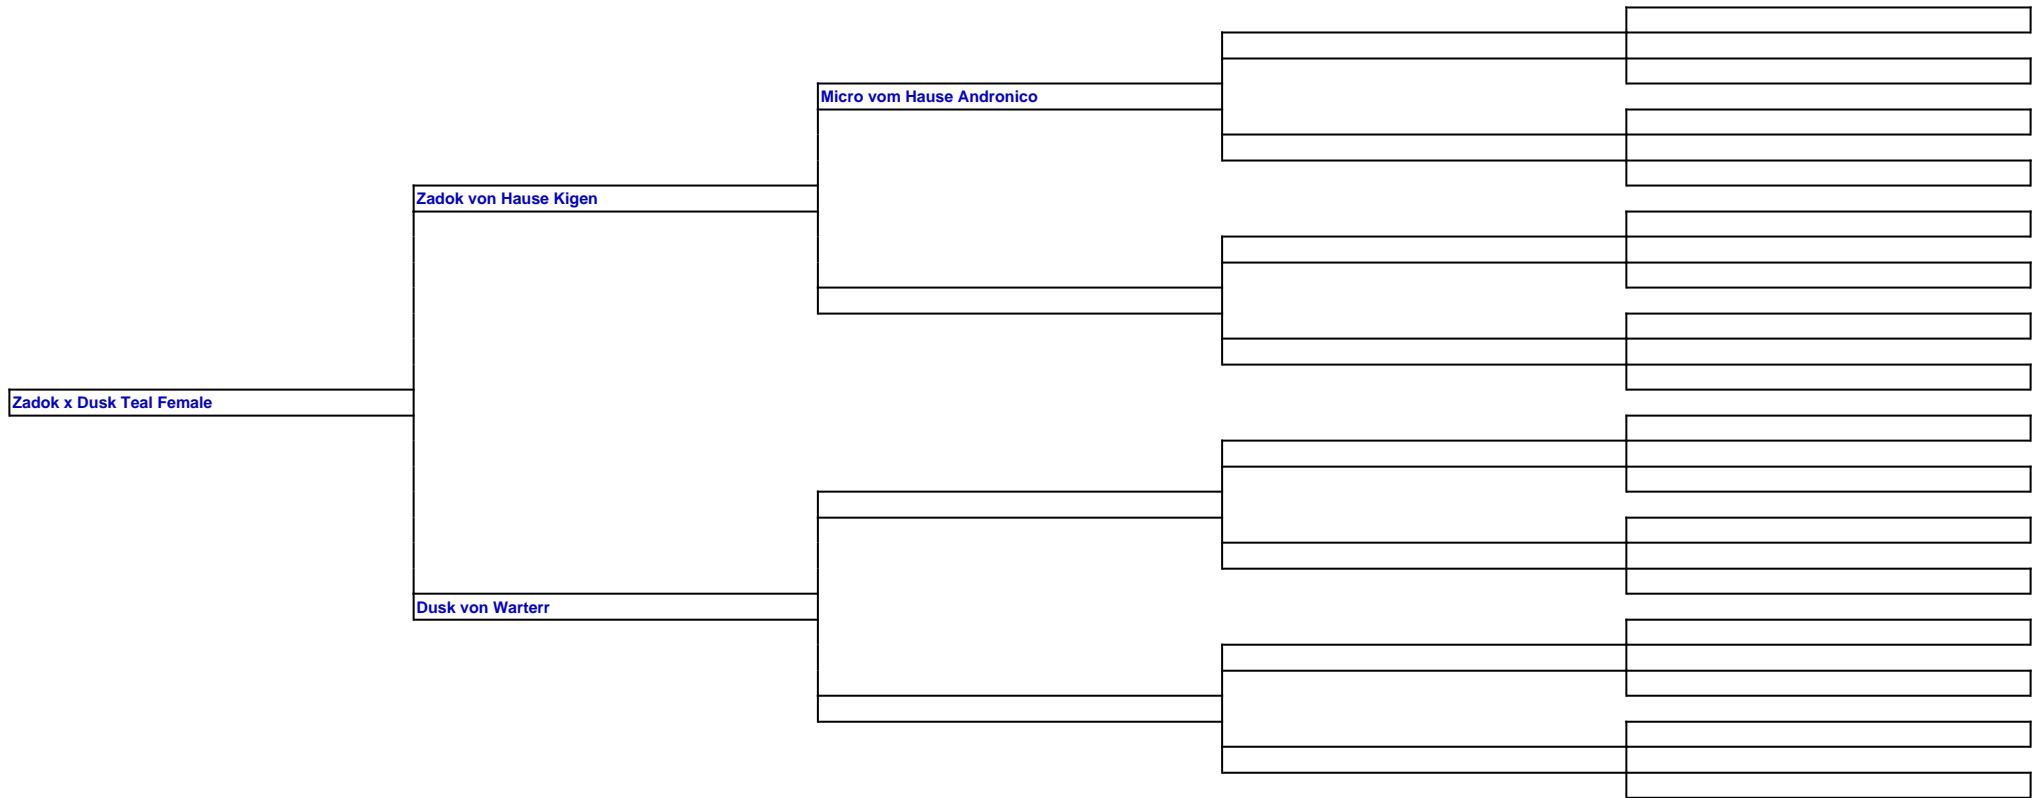 Micro vom Hause Andronico
Zadok von Hause Kigen
Zadok x Dusk Teal Female
Dusk von Warterr